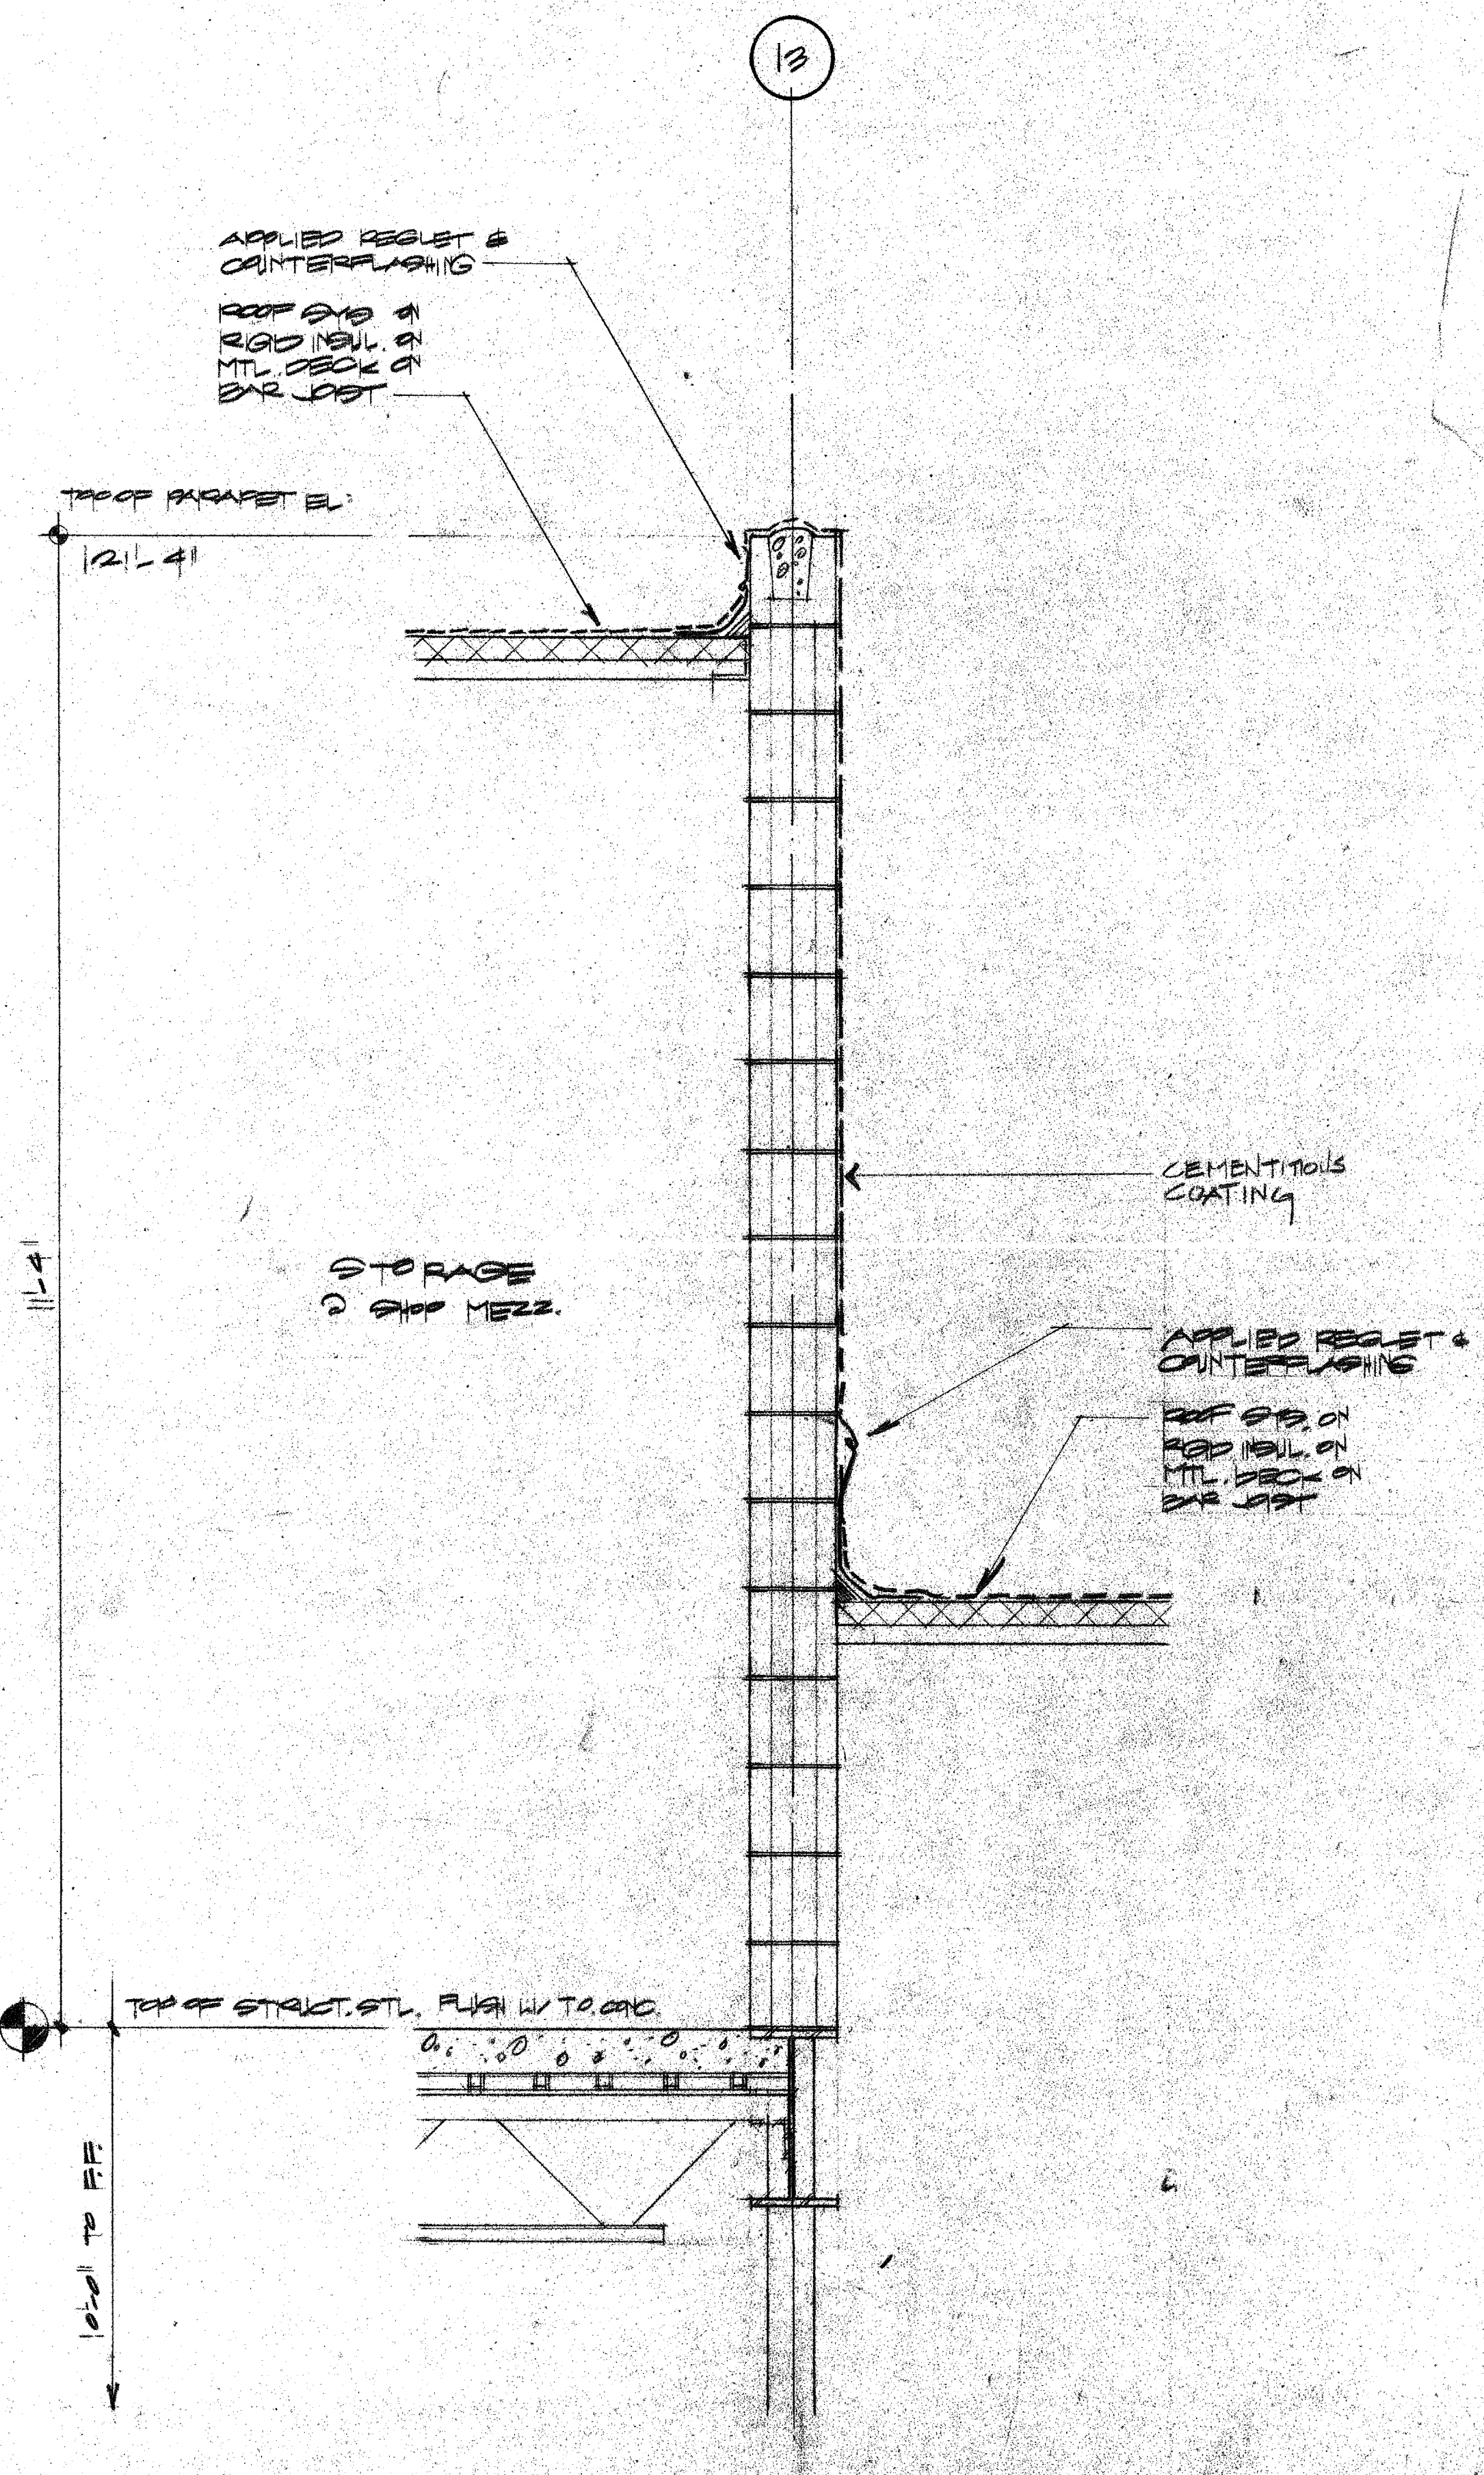 13
APPLIED REGLET &
COUNTERFLASHING
ROOF SYS. ON
RIGID INSUL. ON
MTL. DECK ON
BAR JOIST
TOP OF PARAPET EL:
121'-4"
CEMENTITIOUS
COATING
11'-4"
STORAGE
@ SHOP MEZZ.
APPLIED REGLET &
COUNTERFLASHING
ROOF SYS. ON
RIGID INSUL. ON
MTL. DECK ON
BAR JOIST
TOP OF STRUCT. STL. FLUSH W/ T.O. CONC.
10'-0" TO F.F.